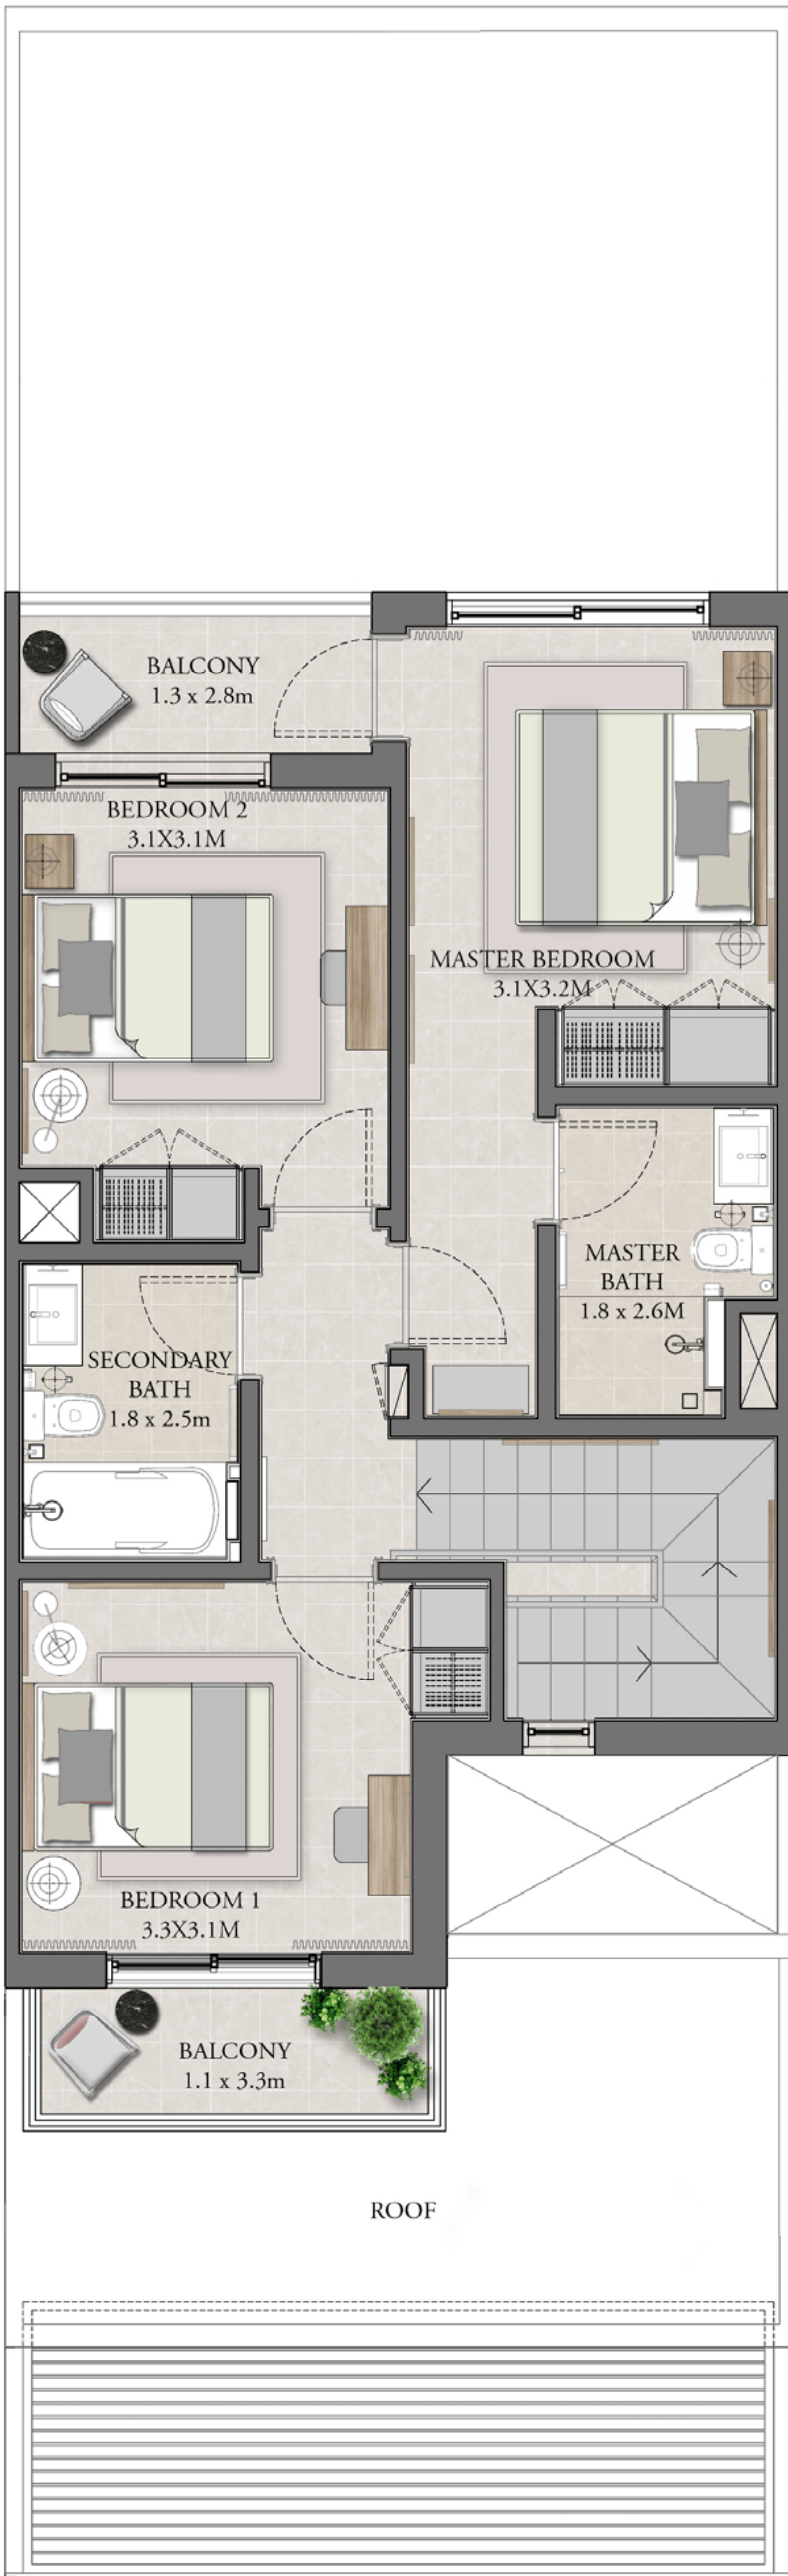 BALCONY
1.3 x 2.8m
BEDROOM 2
3.1X3.1M
MASTER BEDROOM
3.1X3.2M
MASTER
BATH
1.8 x 2.6M
SECONDARY
BATH
1.8 x 2.5m
BEDROOM 1
3.3X3.1M
BALCONY
1.1 x 3.3m
ROOF